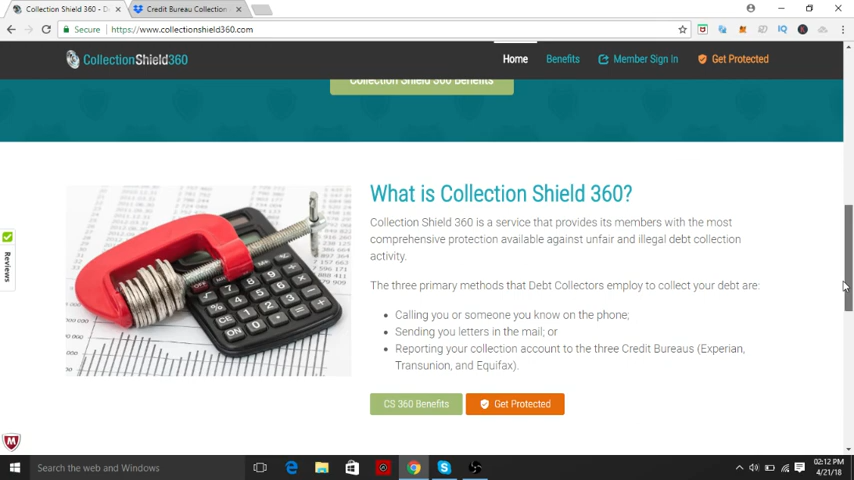 Collection Shield 360 - D
Credit Bureau Collection
Secure
https://www.collectionshield360.com
CollectionShield360
Home
Benefits
Member Sign In
Get Protected
Collection Shield 360 Benefits
What is Collection Shield 360?
Collection Shield 360 is a service that provides its members with the most
comprehensive protection available against unfair and illegal debt collection
activity.
The three primary methods that Debt Collectors employ to collect your debt are:
Calling you or someone you know on the phone;
Sending you letters in the mail; or
Reporting your collection account to the three Credit Bureaus (Experian,
Transunion, and Equifax).
CS 360 Benefits
Get Protected
Reviews
Search the web and Windows
02:12 PM
4/21/18